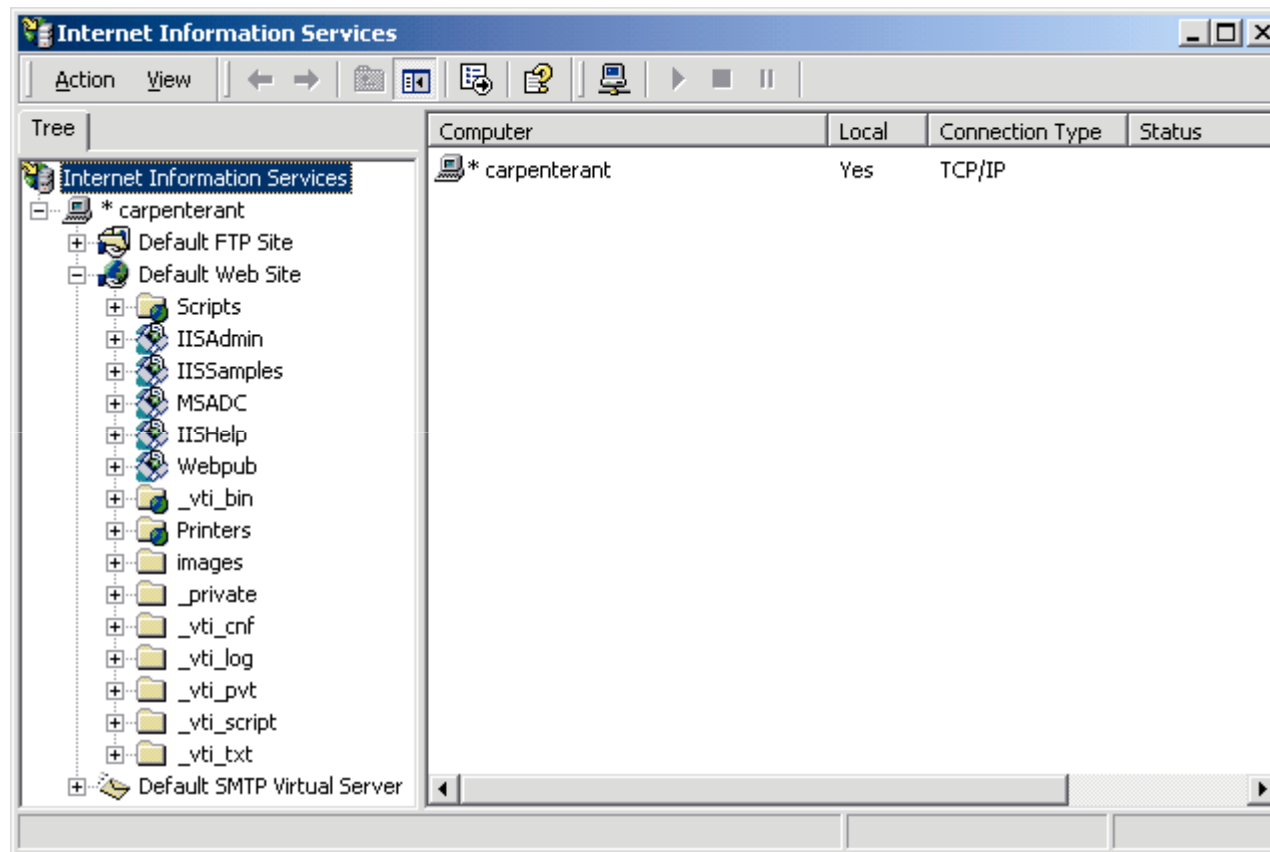 Internet Information Services
Action View
Tree
Computer Local Connection Type Status
Internet Information Services
* carpenterant
Default FTP Site
Default Web Site
Scripts
IISAdmin
IISSamples
MSADC
IISHelp
Webpub
_vti_bin
Printers
images
_private
_vti_cnf
_vti_log
_vti_pvt
_vti_script
_vti_txt
Default SMTP Virtual Server
* carpenterant Yes TCP/IP